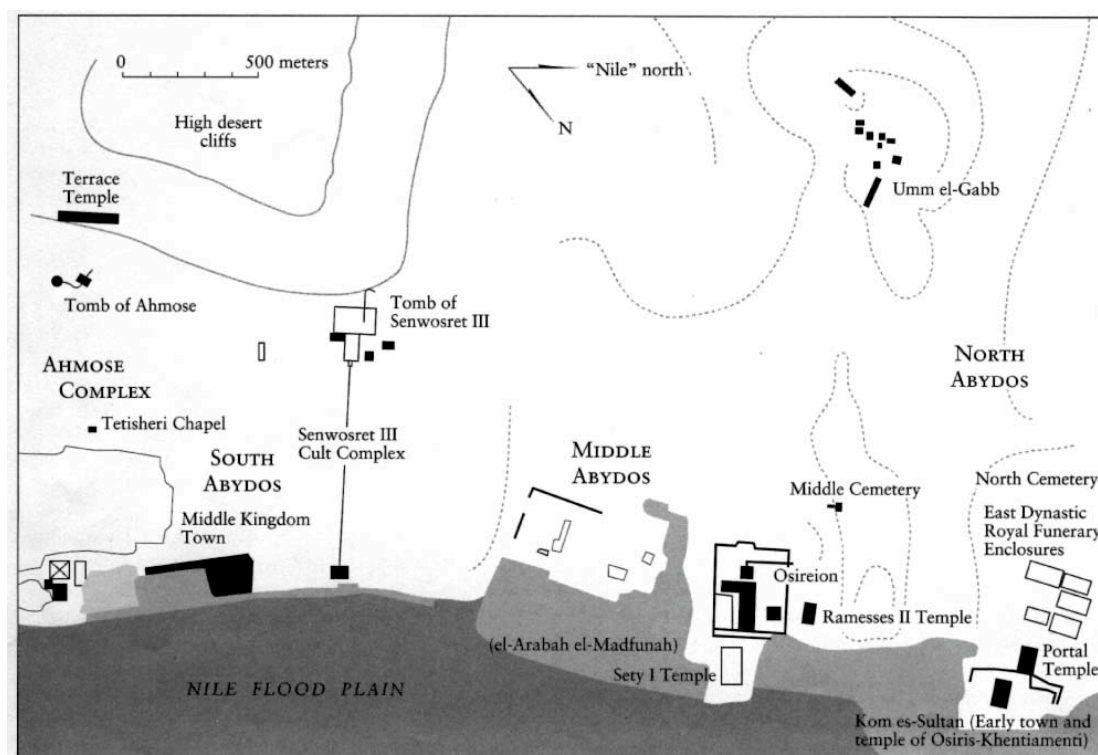 0 500 meters
"Nile" north
N
High desert
cliffs
Terrace
Temple
Umm el-Gabb
Tomb of Ahmose
Tomb of
Senwosret III
AHMOSE
COMPLEX
NORTH
ABYDOS
Tetisheri Chapel
Senwosret III
Cult Complex
SOUTH
ABYDOS
MIDDLE
ABYDOS
Middle Cemetery
North Cemetery
Middle Kingdom
Town
East Dynastic
Royal Funerary
Enclosures
Osireion
Ramesses II Temple
(el-Arabah el-Madfunah)
Sety I Temple
Portal
Temple
NILE FLOOD PLAIN
Kom es-Sultan (Early town and
temple of Osiris-Khentiamenti)